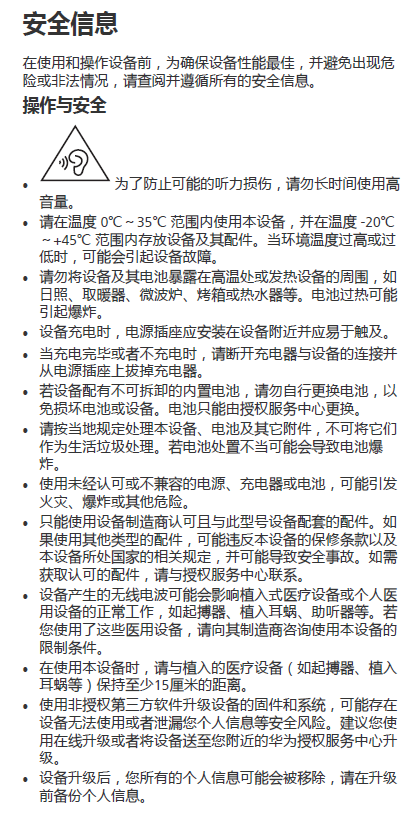 安全信息
在使用和操作设备前，为确保设备性能最佳，并避免出现危
险或非法情况，请查阅并遵循所有的安全信息。
操作与安全
• 为了防止可能的听力损伤，请勿长时间使用高
音量。
• 请在温度 0℃～35℃ 范围内使用本设备，并在温度 -20℃
～+45℃ 范围内存放设备及其配件。当环境温度过高或过
低时，可能会引起设备故障。
• 请勿将设备及其电池暴露在高温处或发热设备的周围，如
日照、取暖器、微波炉、烤箱或热水器等。电池过热可能
引起爆炸。
• 设备充电时，电源插座应安装在设备附近并应易于触及。
• 当充电完毕或者不充电时，请断开充电器与设备的连接并
从电源插座上拔掉充电器。
• 若设备配有不可拆卸的内置电池，请勿自行更换电池，以
免损坏电池或设备。电池只能由授权服务中心更换。
• 请按当地规定处理本设备、电池及其它附件，不可将它们
作为生活垃圾处理。若电池处置不当可能会导致电池爆
炸。
• 使用未经认可或不兼容的电源、充电器或电池，可能引发
火灾、爆炸或其他危险。
• 只能使用设备制造商认可且与此型号设备配套的配件。如
果使用其他类型的配件，可能违反本设备的保修条款以及
本设备所处国家的相关规定，并可能导致安全事故。如需
获取认可的配件，请与授权服务中心联系。
• 设备产生的无线电波可能会影响植入式医疗设备或个人医
用设备的正常工作，如起搏器、植入耳蜗、助听器等。若
您使用了这些医用设备，请向其制造商咨询使用本设备的
限制条件。
• 在使用本设备时，请与植入的医疗设备（如起搏器、植入
耳蜗等）保持至少15厘米的距离。
• 使用非授权第三方软件升级设备的固件和系统，可能存在
设备无法使用或者泄漏您个人信息等安全风险。建议您使
用在线升级或者将设备送至您附近的华为授权服务中心升
级。
• 设备升级后，您所有的个人信息可能会被移除，请在升级
前备份个人信息。